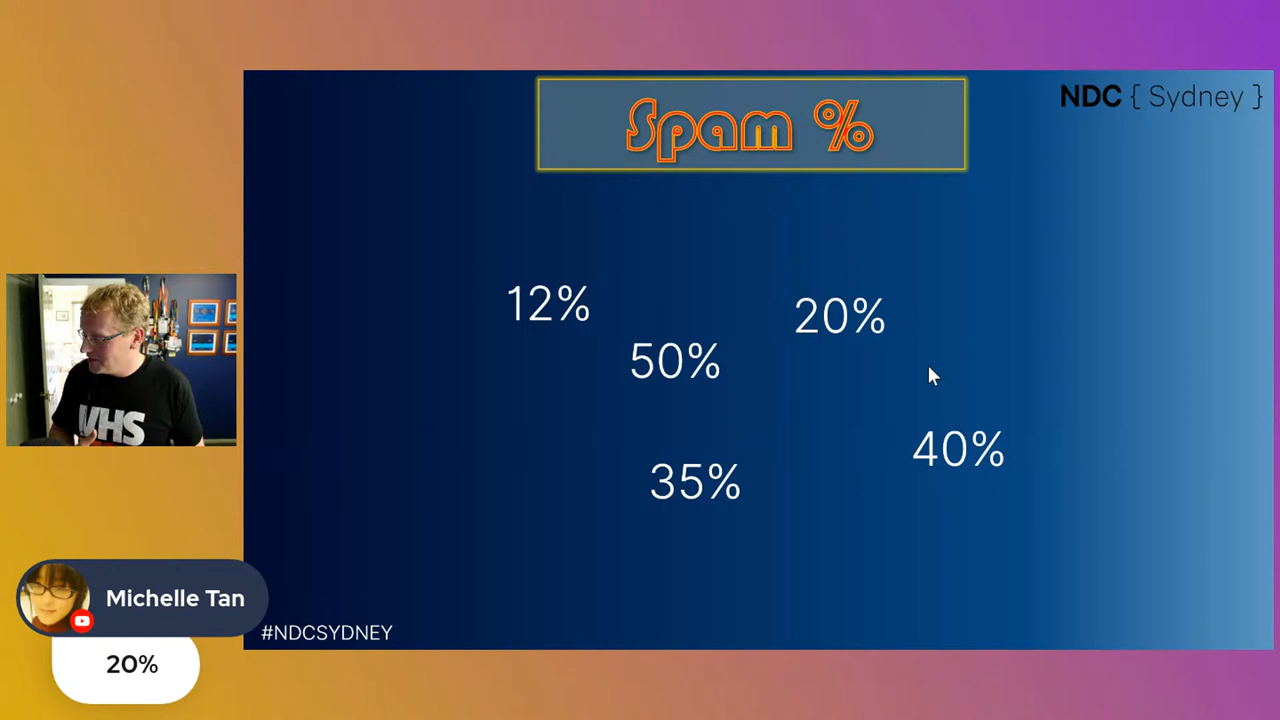 Spam %
NDC { Sydney }
12%
20%
50%
40%
35%
VHS
Michelle Tan
20%
#NDCSYDNEY